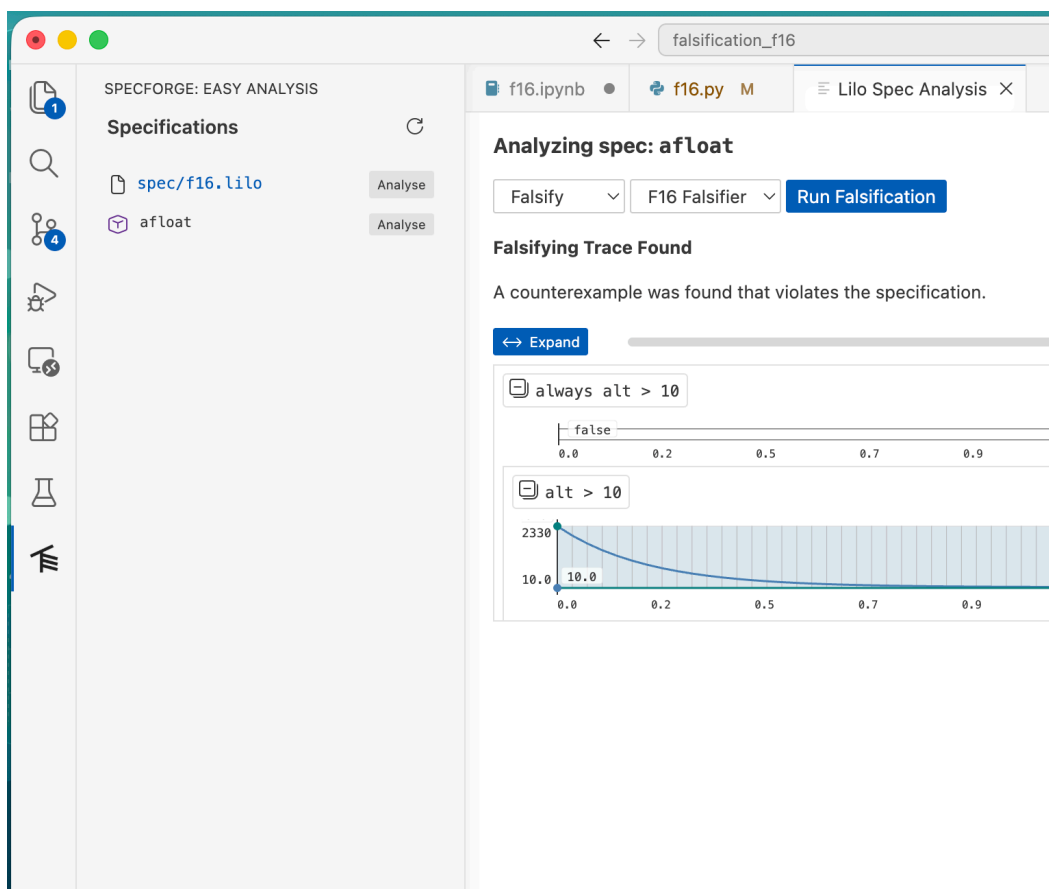 falsification_f16
1
SPECFORGE: EASY ANALYSIS
f16.ipynb
f16.py M
Lilo Spec Analysis
Specifications
Analyzing spec: afloat
spec/f16.lilo
Analyse
Falsify
F16 Falsifier
Run Falsification
afloat
Analyse
4
Falsifying Trace Found
A counterexample was found that violates the specification.
Expand
always alt > 10
false
0.0 0.2 0.5 0.7 0.9
alt > 10
2330
10.0
10.0
0.0 0.2 0.5 0.7 0.9